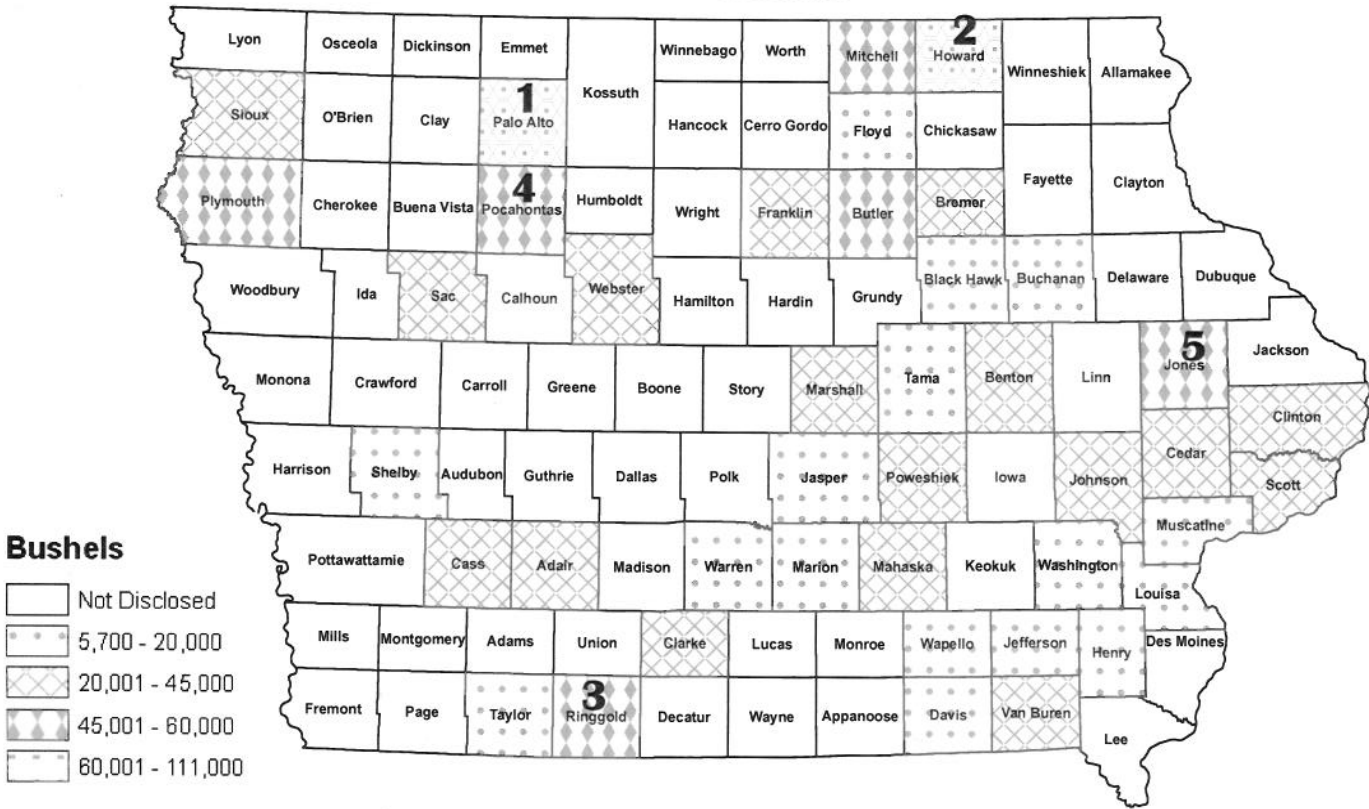 Lyon
Osceola
Dickinson
Emmet
Kossuth
Winnebago
Worth
Mitchell
2
Howard
Winneshiek
Allamakee
Sioux
O'Brien
Clay
1
Palo Alto
Hancock
Cerro Gordo
Floyd
Chickasaw
Fayette
Clayton
Plymouth
Cherokee
Buena Vista
4
Pocahontas
Humboldt
Wright
Franklin
Butler
Bremer
Woodbury
Ida
Sac
Calhoun
Webster
Hamilton
Hardin
Grundy
Black Hawk
Buchanan
Delaware
Dubuque
Monona
Crawford
Carroll
Greene
Boone
Story
Marshall
Tama
Benton
Linn
5
Jones
Jackson
Clinton
Harrison
Shelby
Audubon
Guthrie
Dallas
Polk
Jasper
Poweshiek
Iowa
Johnson
Cedar
Scott
Muscatine
Pottawattamie
Cass
Adair
Madison
Warren
Marion
Mahaska
Keokuk
Washington
Louisa
Mills
Montgomery
Adams
Union
Clarke
Lucas
Monroe
Wapello
Jefferson
Henry
Des Moines
Fremont
Page
Taylor
3
Ringgold
Decatur
Wayne
Appanoose
Davis
Van Buren
Lee
Bushels
Not Disclosed
5,700 - 20,000
20,001 - 45,000
45,001 - 60,000
60,001 - 111,000